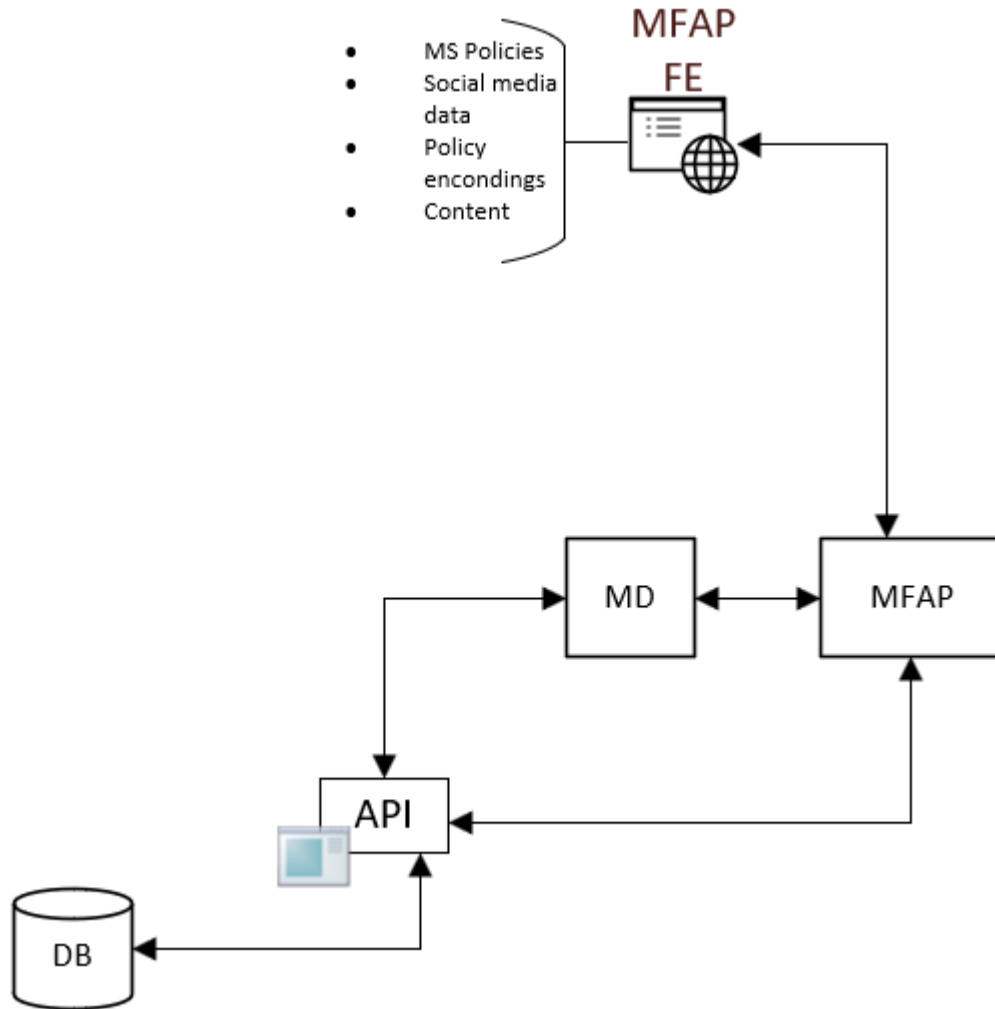 MFAP
FE
• MS Policies
• Social media
data
• Policy
encondings
• Content
MD
MFAP
API
DB